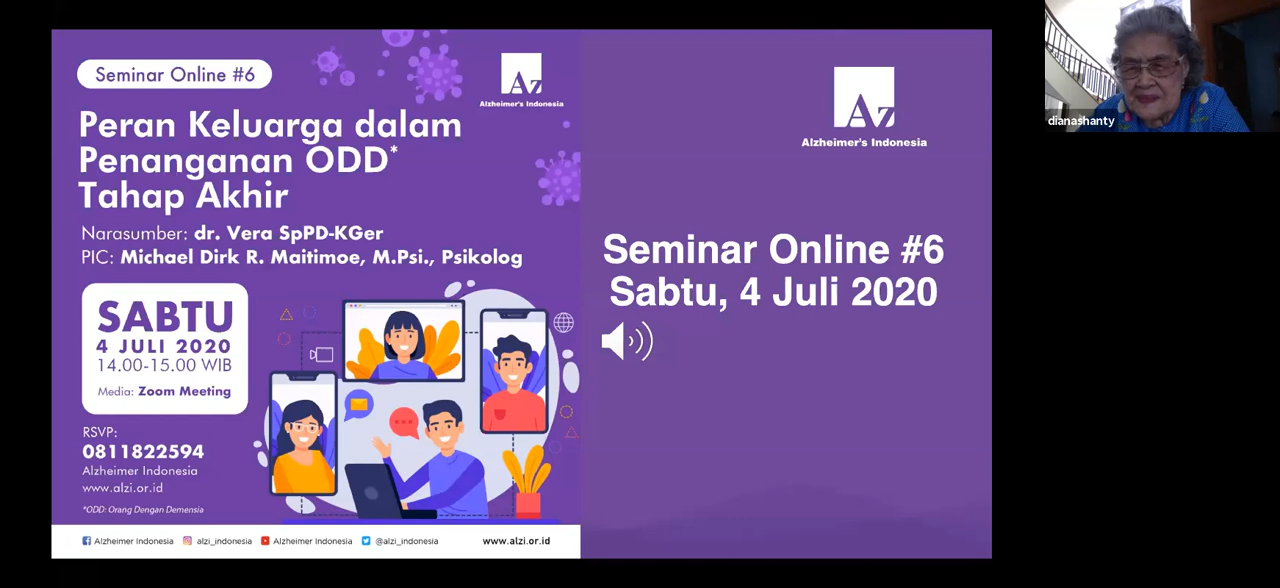 Seminar Online #6
Az
Alzheimer's Indonesia
Peran Keluarga dalam
Penanganan ODD*
Tahap Akhir
Narasumber: dr. Vera SpPD-KGer
PIC: Michael Dirk R. Maitimoe, M.Psi., Psikolog
SABTU
4 JULI 2020
14.00-15.00 WIB
Media: Zoom Meeting
RSVP:
0811822594
Alzheimer Indonesia
www.alzi.or.id
*ODD: Orang Dengan Demensia
Alzheimer Indonesia alzi_indonesia Alzheimer Indonesia @alzi_indonesia www.alzi.or.id
Az
Alzheimer's Indonesia
Seminar Online #6
Sabtu, 4 Juli 2020
dianashanty